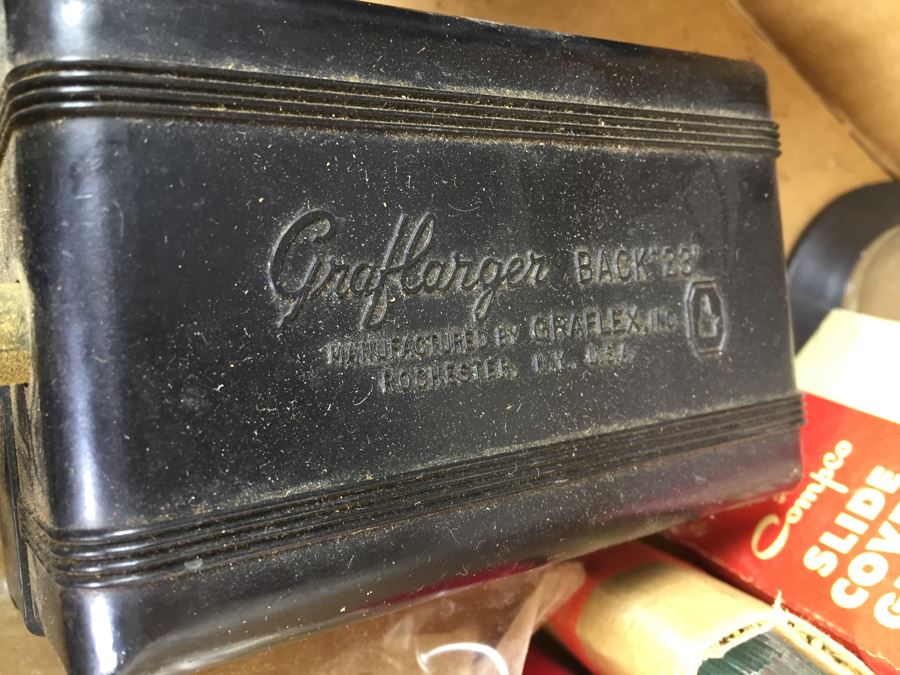 Graflarger BACK "23"
MANUFACTURED BY GRAFLEX, INC.
ROCHESTER, N.Y., U.S.A.
Compco
SLIDE
COVE
G